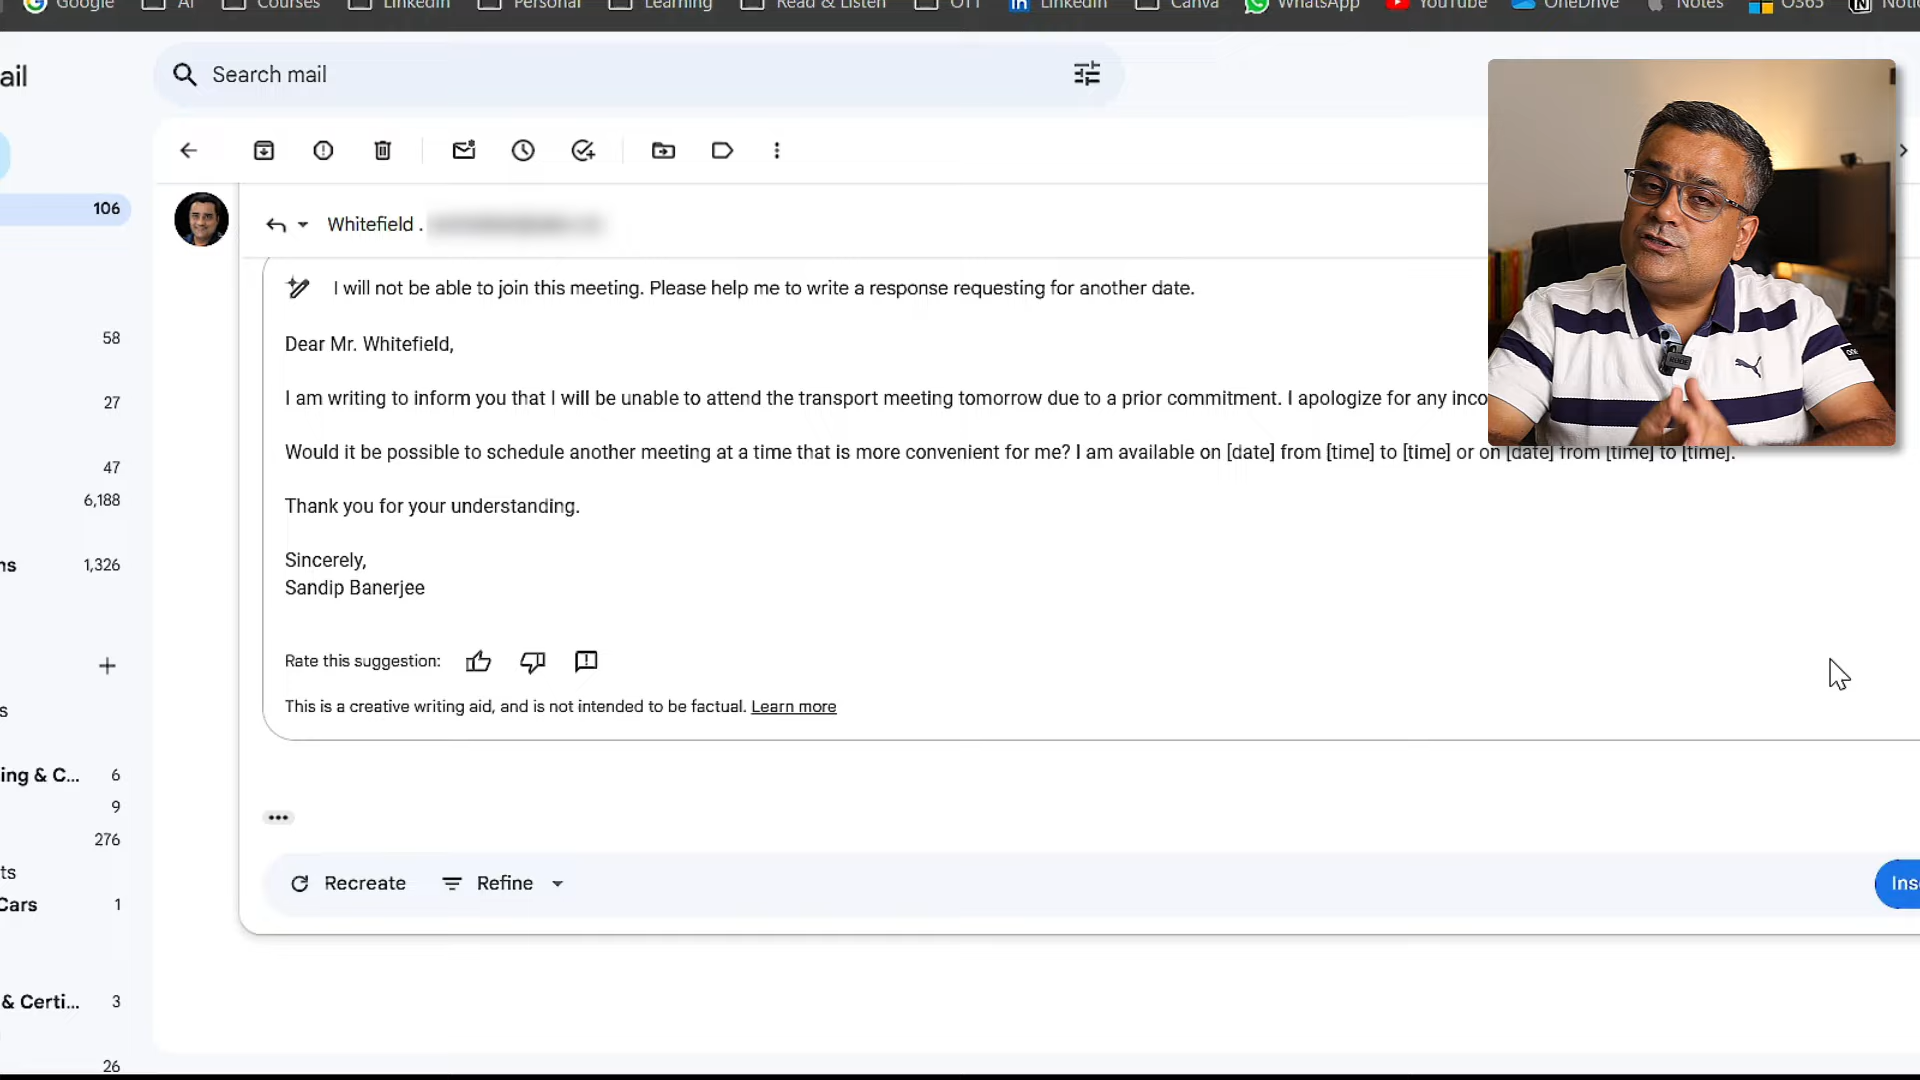 Google AI Courses LinkedIn Personal Learning Read & Listen OTT LinkedIn Canva WhatsApp YouTube OneDrive Notes O365
ail
Search mail
106
Whitefield .
58
I will not be able to join this meeting. Please help me to write a response requesting for another date.
Dear Mr. Whitefield,
27
I am writing to inform you that I will be unable to attend the transport meeting tomorrow due to a prior commitment. I apologize for any inco
47
Would it be possible to schedule another meeting at a time that is more convenient for me? I am available on [date] from [time] to [time] or on [date] from [time] to [time].
6,188
Thank you for your understanding.
ns 1,326
Sincerely,
Sandip Banerjee
Rate this suggestion:
s
This is a creative writing aid, and is not intended to be factual. Learn more
ing & C... 6
9
276
ts
Cars 1
Recreate Refine
Ins
& Certi... 3
26